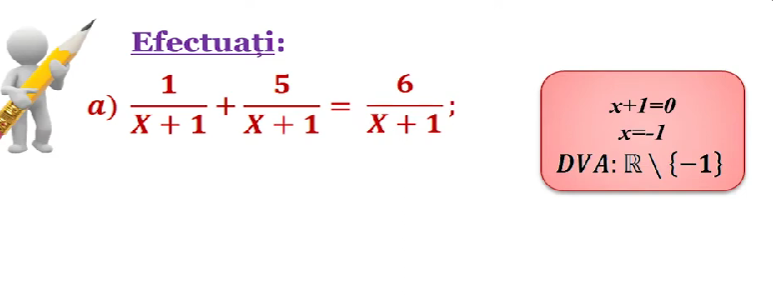 Efectuați:
a) 1/(X + 1) + 5/(X + 1) = 6/(X + 1);
x+1=0
x=-1
DVA: ℝ \ {−1}